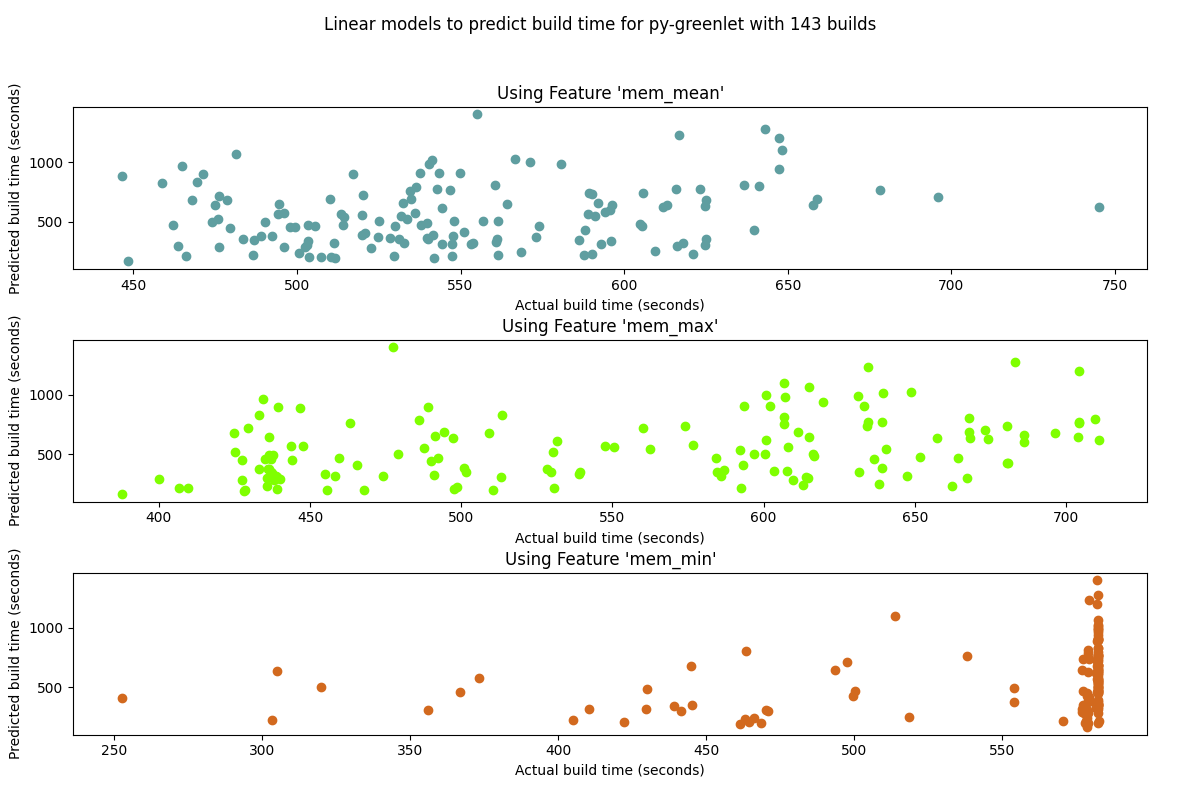 Linear models to predict build time for py-greenlet with 143 builds
Using Feature 'mem_mean'
Predicted build time (seconds)
1000
500
450 500 550 600 650 700 750
Actual build time (seconds)
Using Feature 'mem_max'
Predicted build time (seconds)
1000
500
400 450 500 550 600 650 700
Actual build time (seconds)
Using Feature 'mem_min'
Predicted build time (seconds)
1000
500
250 300 350 400 450 500 550
Actual build time (seconds)